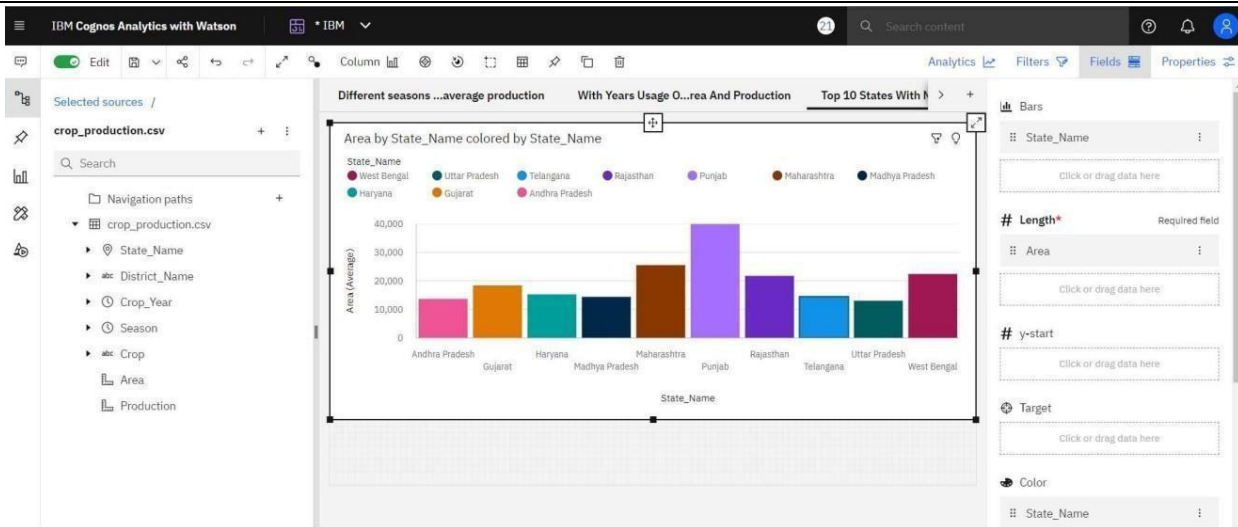 IBM Cognos Analytics with Watson
* IBM
21
Search content
Edit
Column
Analytics
Filters
Fields
Properties
Selected sources /
crop_production.csv
Search
Navigation paths
crop_production.csv
State_Name
abc District_Name
Crop_Year
Season
abc Crop
Area
Production
Different seasons ...average production
With Years Usage O...rea And Production
Top 10 States With
Area by State_Name colored by State_Name
State_Name
West Bengal Uttar Pradesh Telangana Rajasthan Punjab Maharashtra Madhya Pradesh
Haryana Gujarat Andhra Pradesh
Area (Average)
40,000
30,000
20,000
10,000
0
Andhra Pradesh Haryana Maharashtra Rajasthan Uttar Pradesh
Gujarat Madhya Pradesh Punjab Telangana West Bengal
State_Name
Bars
State_Name
Click or drag data here
# Length* Required field
Area
Click or drag data here
# y-start
Click or drag data here
Target
Click or drag data here
Color
State_Name